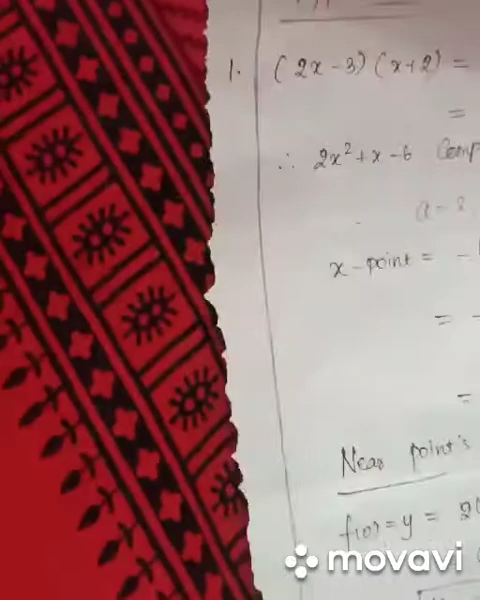 1. (2x-3) (x+2) =
=
∴ 2x²+x-6
x-point = -
= -
=
Near point's
= y =
movavi